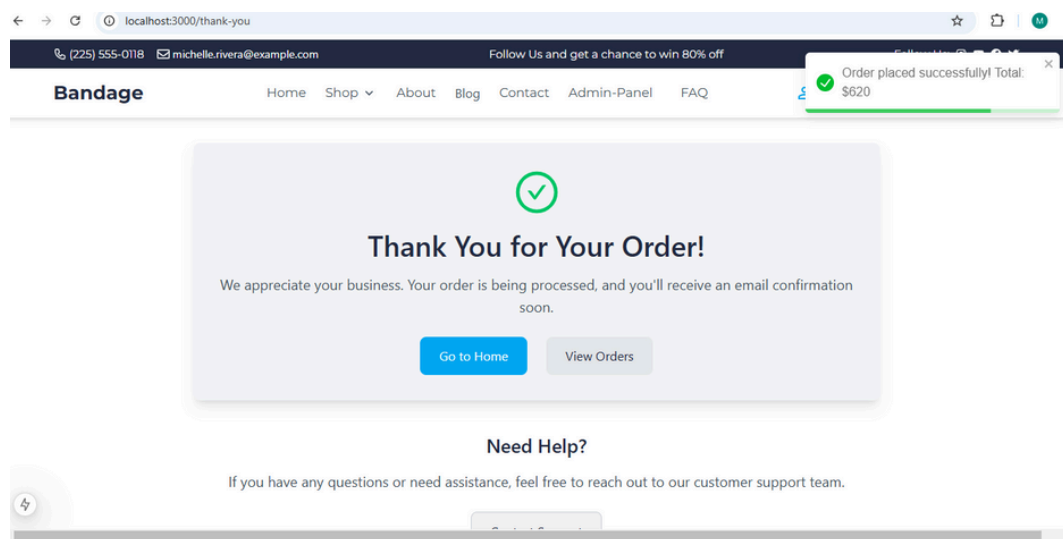 localhost:3000/thank-you
M
(225) 555-0118 michelle.rivera@example.com Follow Us and get a chance to win 80% off
Order placed successfully! Total:
$620
Bandage Home Shop About Blog Contact Admin-Panel FAQ
Thank You for Your Order!
We appreciate your business. Your order is being processed, and you'll receive an email confirmation
soon.
Go to Home View Orders
Need Help?
If you have any questions or need assistance, feel free to reach out to our customer support team.